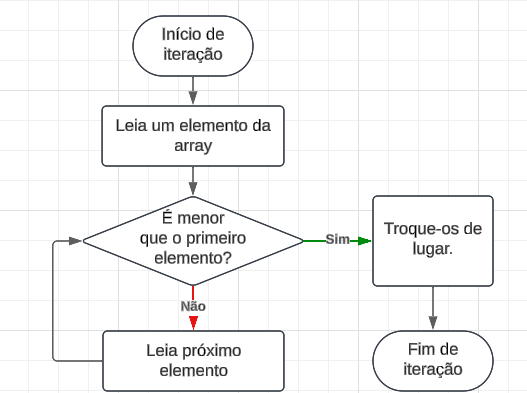 Início de
iteração
Leia um elemento da
array
É menor
que o primeiro
elemento?
Sim
Troque-os de
lugar.
Não
Leia próximo
elemento
Fim de
iteração